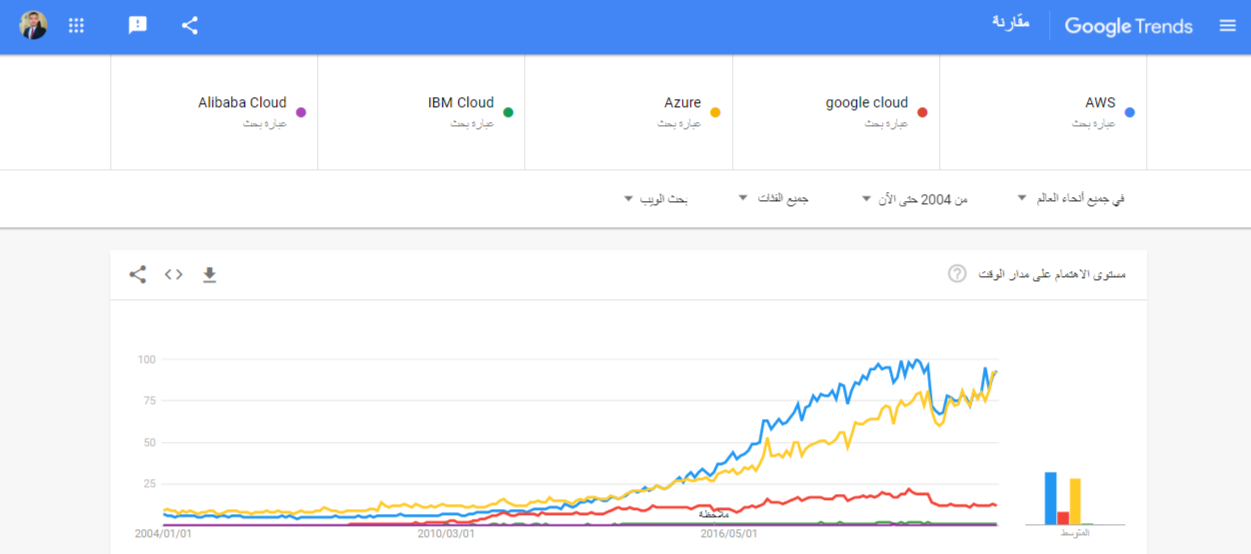 Google Trends
مقارنة
AWS
عبارة بحث
google cloud
عبارة بحث
Azure
عبارة بحث
IBM Cloud
عبارة بحث
Alibaba Cloud
عبارة بحث
في جميع أنحاء العالم
من 2004 حتى الآن
جميع الفئات
بحث الويب
مستوى الاهتمام على مدار الوقت
100
75
50
25
ملاحظة
2004/01/01
2010/03/01
2016/05/01
المتوسط